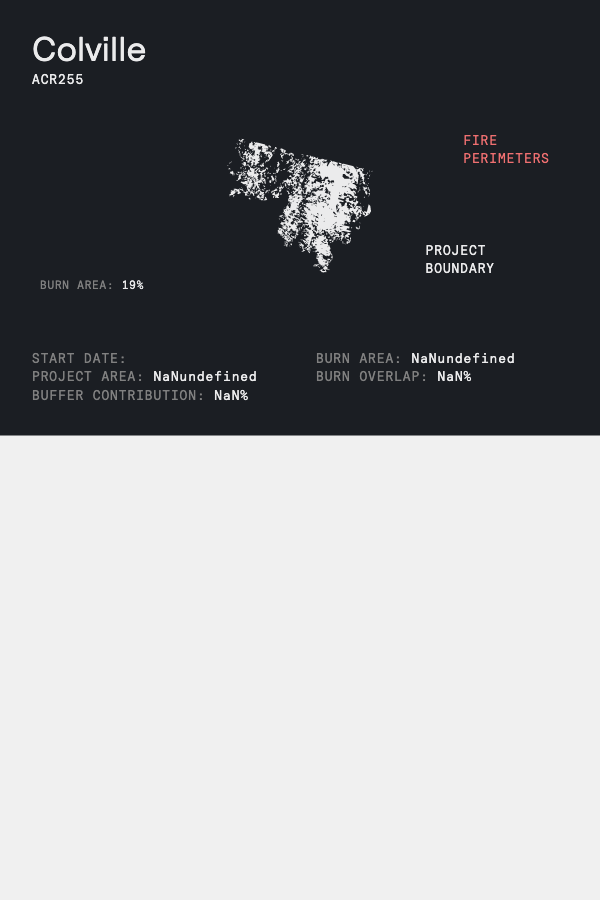 Colville
ACR255
FIRE
PERIMETERS
PROJECT
BOUNDARY
BURN AREA: 19%
START DATE:
PROJECT AREA: NaNundefined
BUFFER CONTRIBUTION: NaN%
BURN AREA: NaNundefined
BURN OVERLAP: NaN%